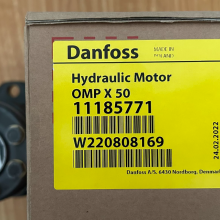 Danfoss
MADE IN
POLAND
Hydraulic Motor
OMP X 50
11185771
W220808169
24.02.2022
Danfoss A/S, 6430 Nordborg, Denmark